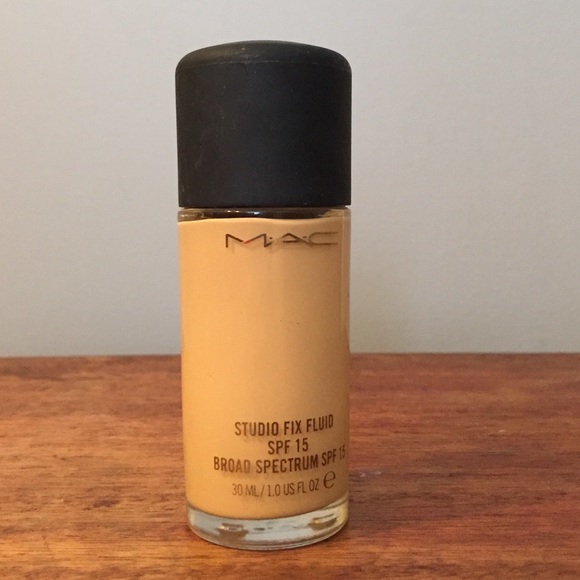 M·A·C
STUDIO FIX FLUID
SPF 15
BROAD SPECTRUM SPF 15
30 ML / 1.0 US FL OZ ℮